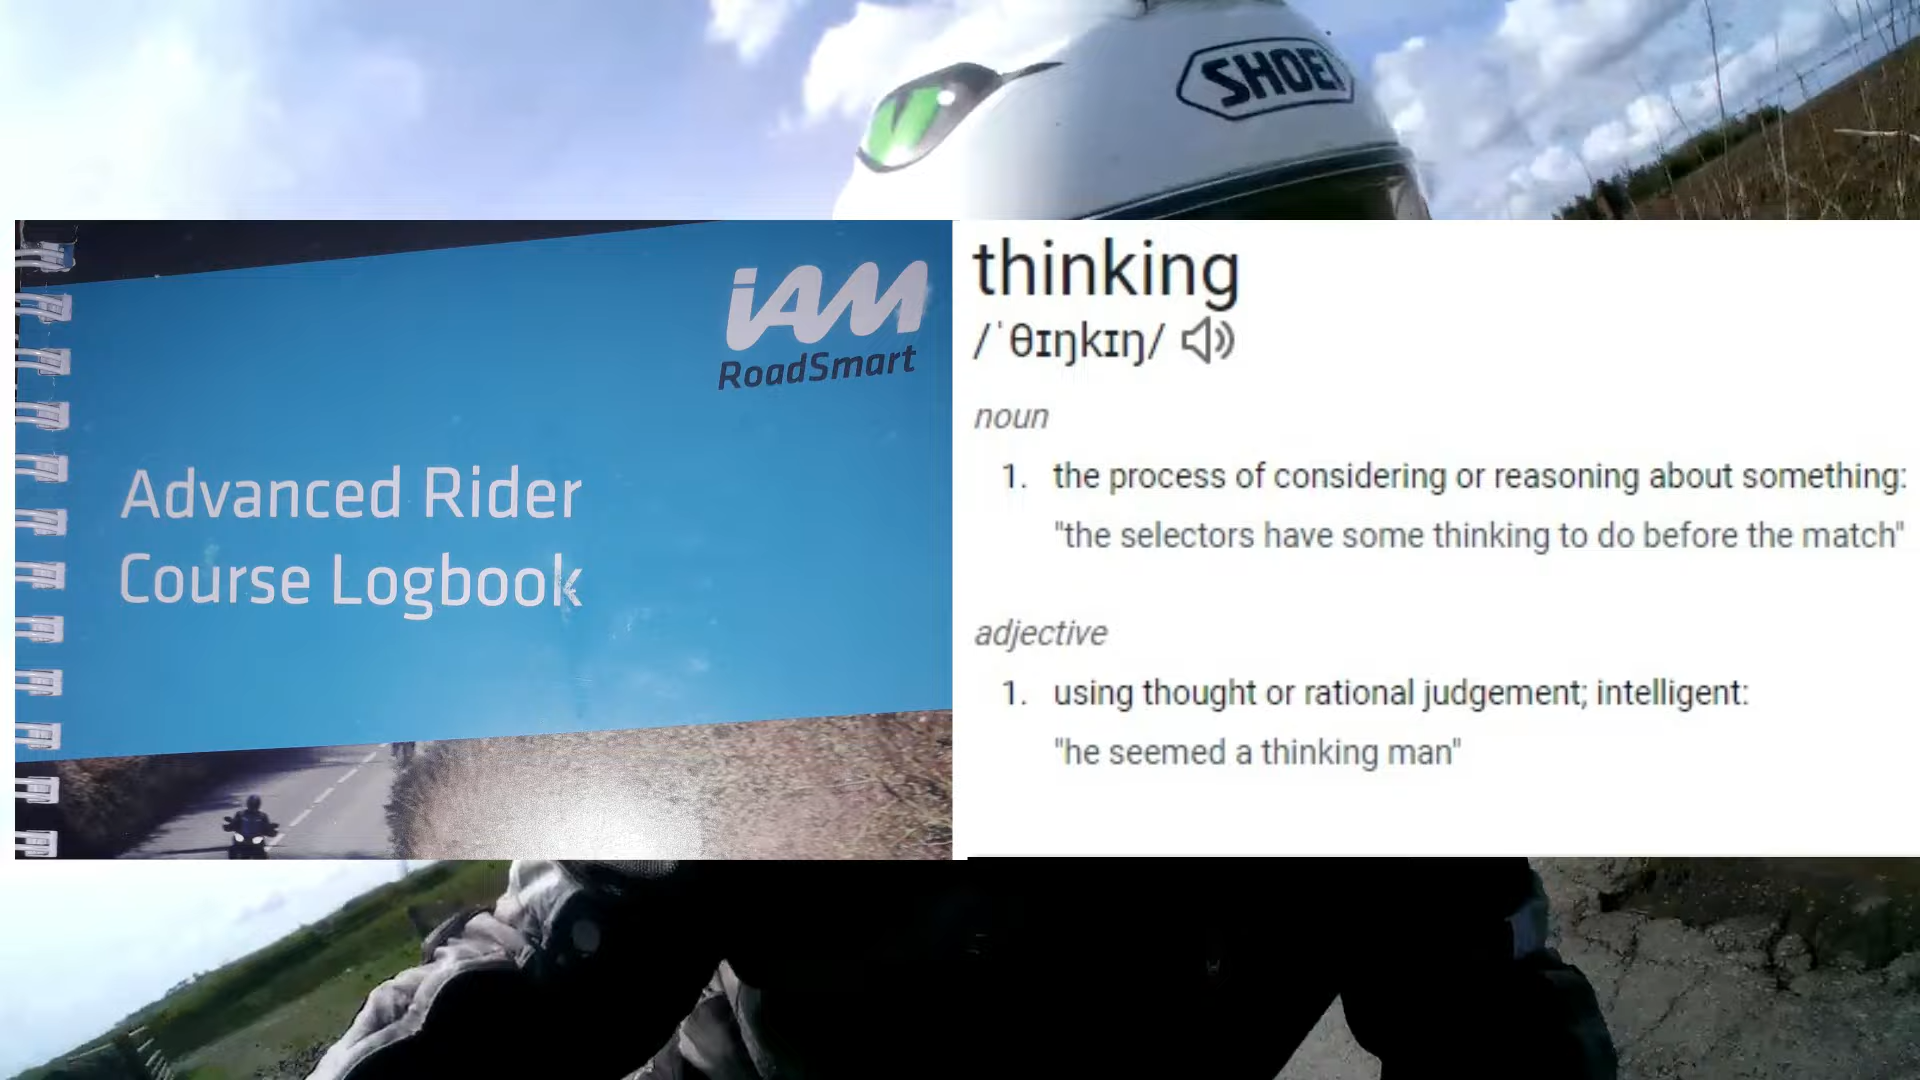 SHOEI
iAM
RoadSmart
Advanced Rider
Course Logbook
thinking
/ˈθɪŋkɪŋ/
noun
1. the process of considering or reasoning about something:
"the selectors have some thinking to do before the match"
adjective
1. using thought or rational judgement; intelligent:
"he seemed a thinking man"